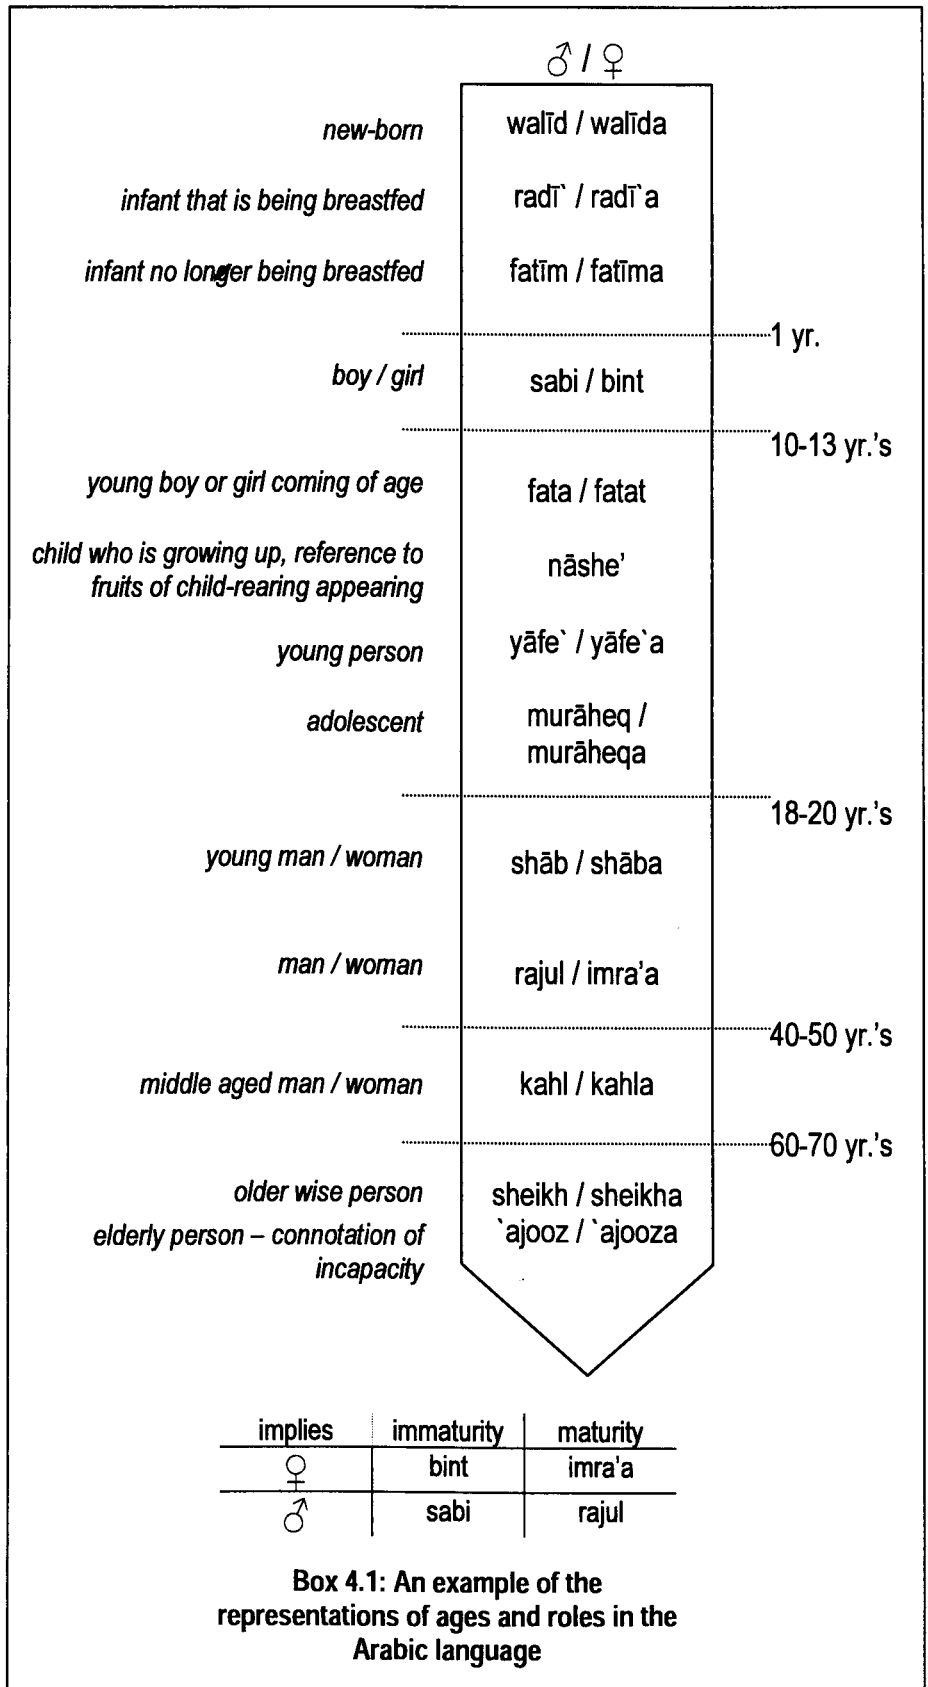 ♂ / ♀
new-born walīd / walīda
infant that is being breastfed radī` / radī`a
infant no longer being breastfed fatīm / fatīma
1 yr.
boy / girl sabi / bint
10-13 yr.'s
young boy or girl coming of age fata / fatat
child who is growing up, reference to
fruits of child-rearing appearing nāshe'
young person yāfe` / yāfe`a
adolescent murāheq /
murāheqa
18-20 yr.'s
young man / woman shāb / shāba
man / woman rajul / imra'a
40-50 yr.'s
middle aged man / woman kahl / kahla
60-70 yr.'s
older wise person sheikh / sheikha
elderly person – connotation of `ajooz / `ajooza
incapacity
implies immaturity maturity
♀ bint imra'a
♂ sabi rajul
Box 4.1: An example of the
representations of ages and roles in the
Arabic language